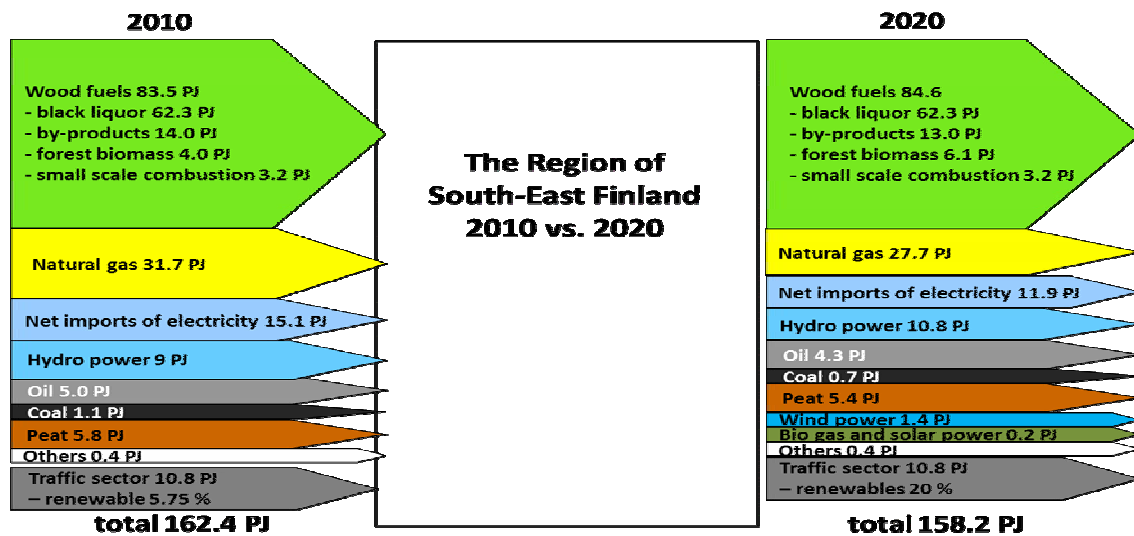 2010
Wood fuels 83.5 PJ
- black liquor 62.3 PJ
- by-products 14.0 PJ
- forest biomass 4.0 PJ
- small scale combustion 3.2 PJ
Natural gas 31.7 PJ
Net imports of electricity 15.1 PJ
Hydro power 9 PJ
Oil 5.0 PJ
Coal 1.1 PJ
Peat 5.8 PJ
Others 0.4 PJ
Traffic sector 10.8 PJ
– renewable 5.75 %
total 162.4 PJ
The Region of
South-East Finland
2010 vs. 2020
2020
Wood fuels 84.6
- black liquor 62.3 PJ
- by-products 13.0 PJ
- forest biomass 6.1 PJ
- small scale combustion 3.2 PJ
Natural gas 27.7 PJ
Net imports of electricity 11.9 PJ
Hydro power 10.8 PJ
Oil 4.3 PJ
Coal 0.7 PJ
Peat 5.4 PJ
Wind power 1.4 PJ
Bio gas and solar power 0.2 PJ
Others 0.4 PJ
Traffic sector 10.8 PJ
– renewables 20 %
total 158.2 PJ